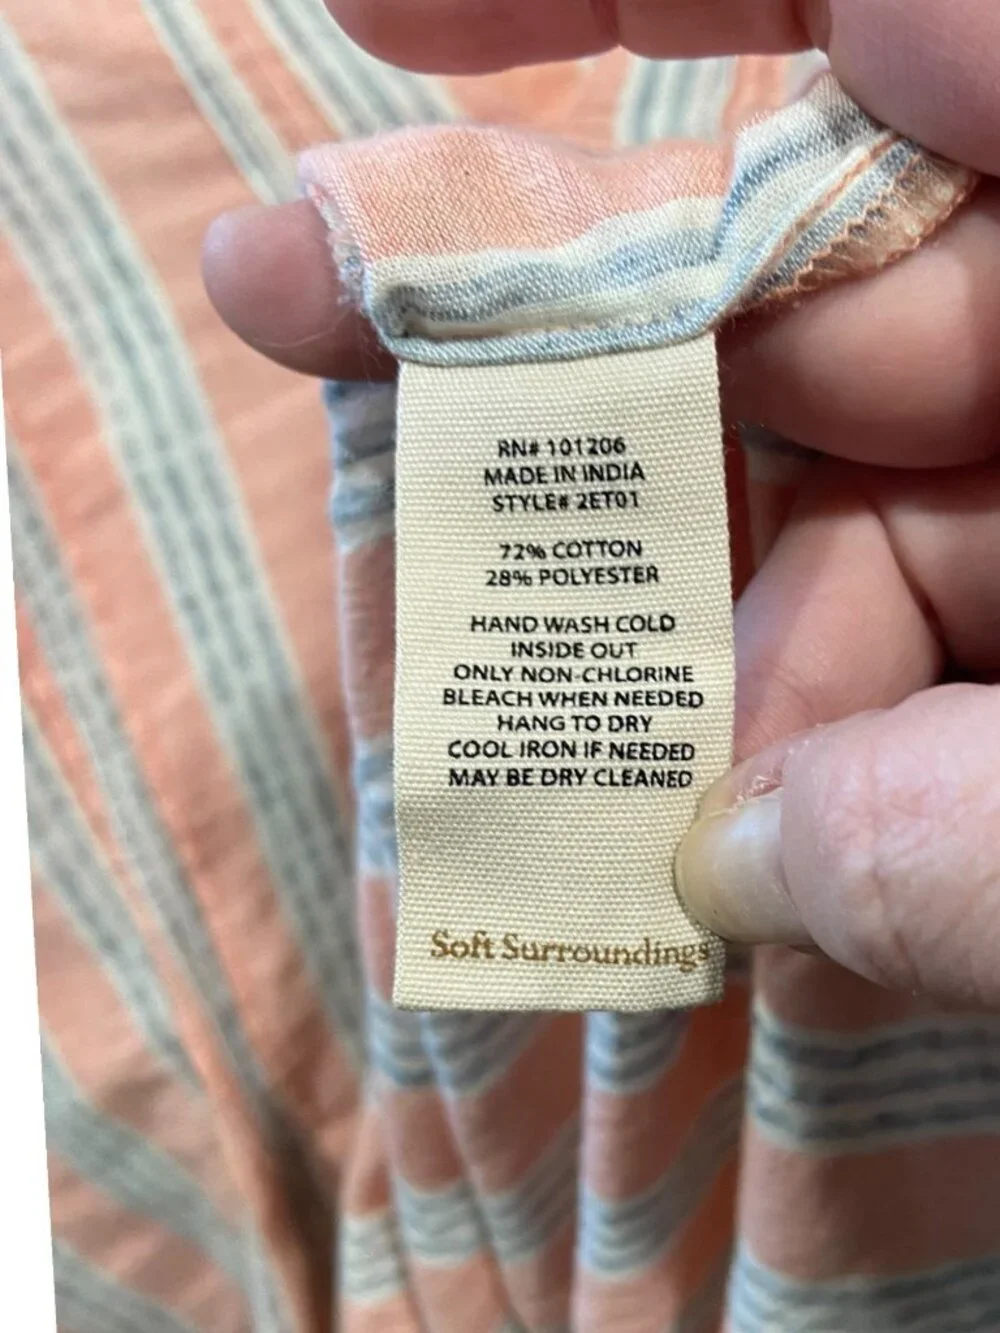 RN# 101206
MADE IN INDIA
STYLE# 2ET01
72% COTTON
28% POLYESTER
HAND WASH COLD
INSIDE OUT
ONLY NON-CHLORINE
BLEACH WHEN NEEDED
HANG TO DRY
COOL IRON IF NEEDED
MAY BE DRY CLEANED
Soft Surroundings